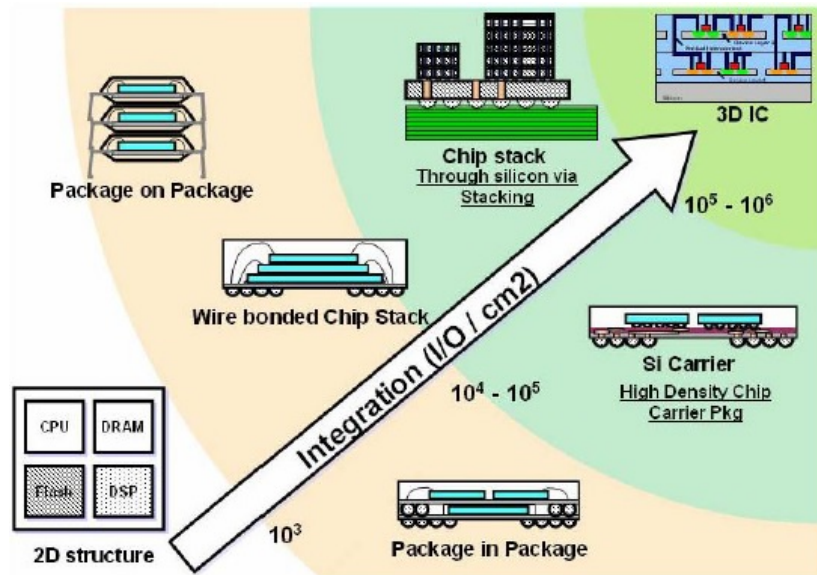 3D IC
Chip stack
Through silicon via
Stacking
10⁵ - 10⁶
Package on Package
Wire bonded Chip Stack
Integration (I/O / cm2)
Si Carrier
High Density Chip
Carrier Pkg
10⁴ - 10⁵
CPU
DRAM
Flash
DSP
2D structure
10³
Package in Package